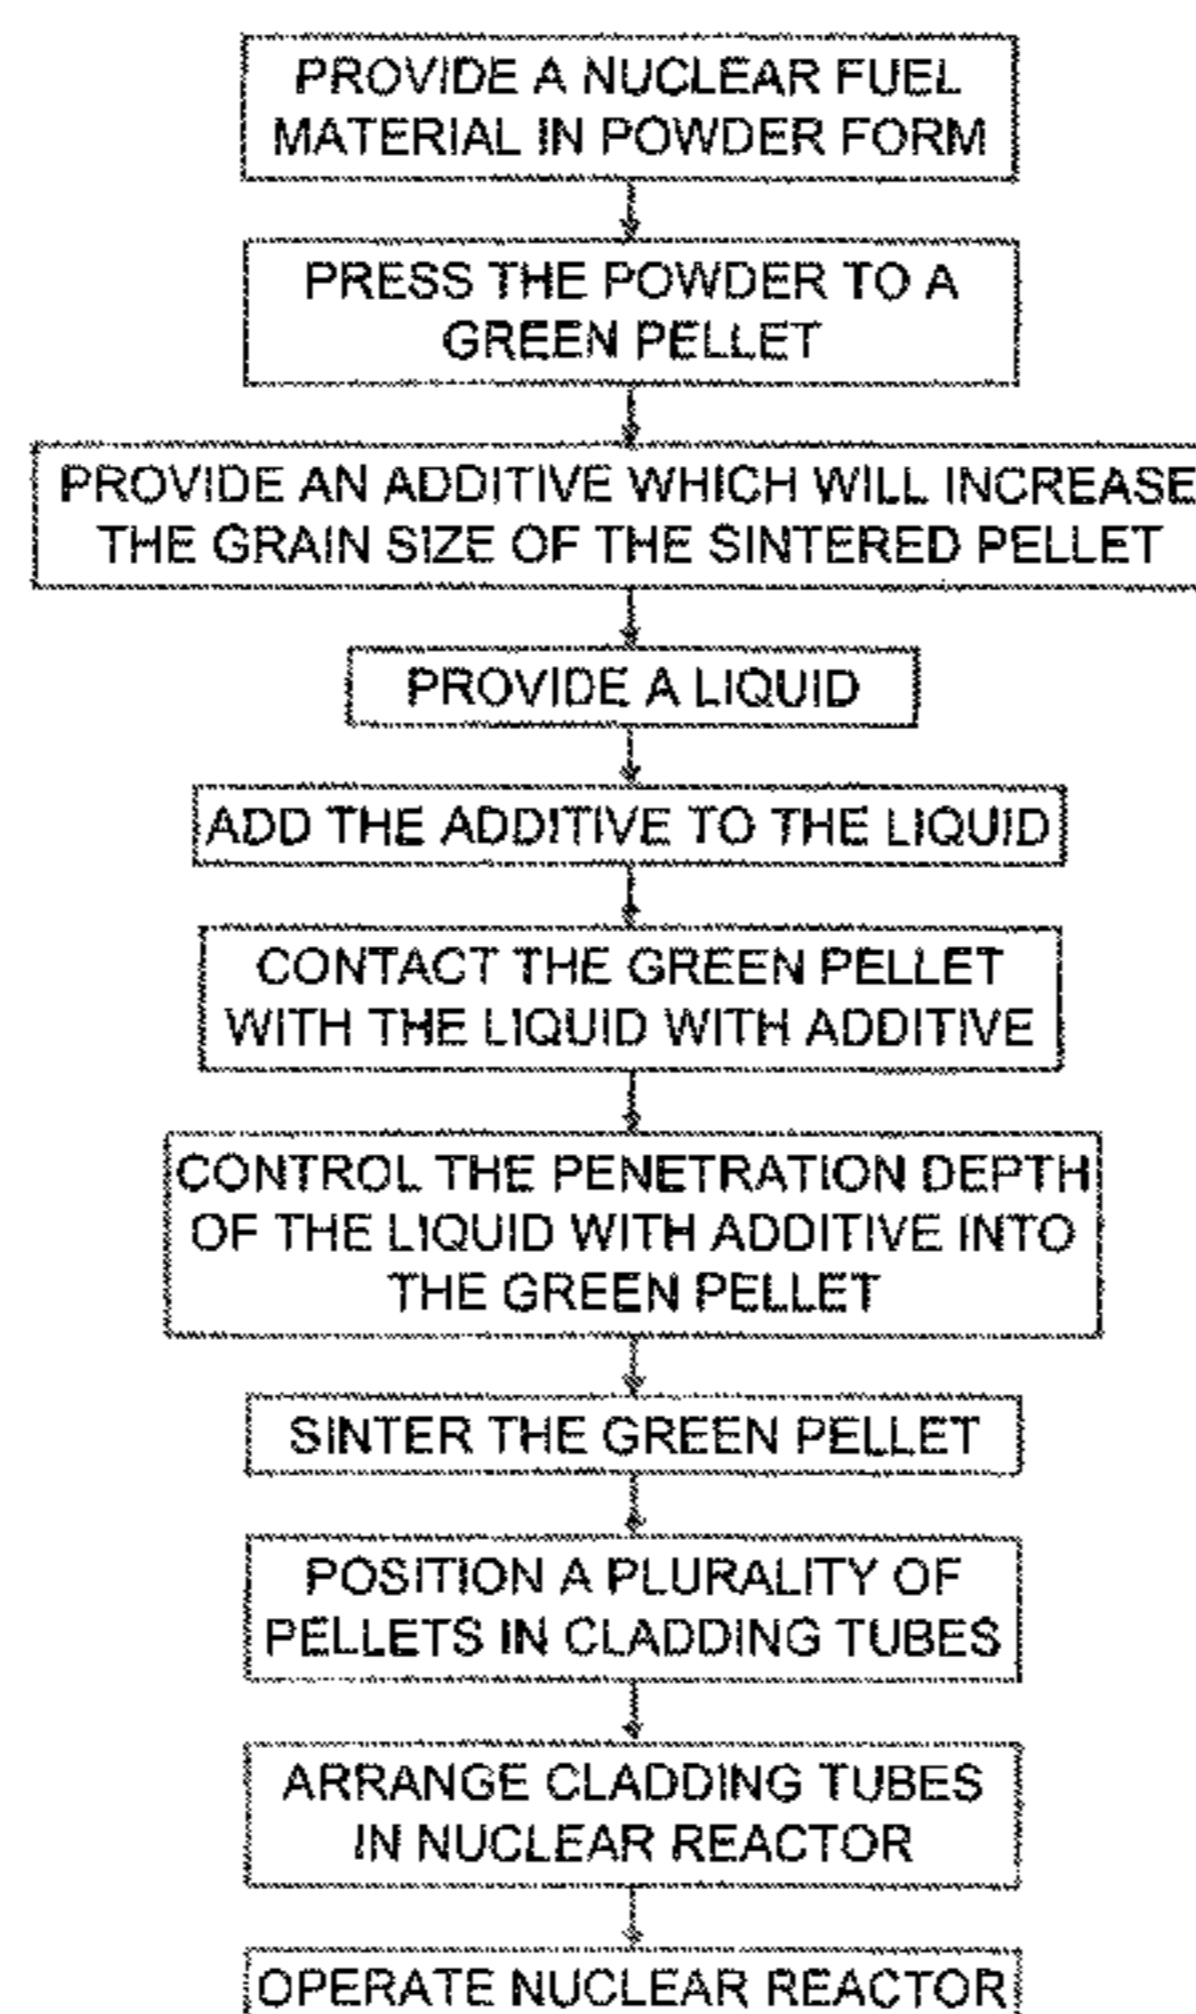 PROVIDE A NUCLEAR FUEL
MATERIAL IN POWDER FORM
PRESS THE POWDER TO A
GREEN PELLET
PROVIDE AN ADDITIVE WHICH WILL INCREASE
THE GRAIN SIZE OF THE SINTERED PELLET
PROVIDE A LIQUID
ADD THE ADDITIVE TO THE LIQUID
CONTACT THE GREEN PELLET
WITH THE LIQUID WITH ADDITIVE
CONTROL THE PENETRATION DEPTH
OF THE LIQUID WITH ADDITIVE INTO
THE GREEN PELLET
SINTER THE GREEN PELLET
POSITION A PLURALITY OF
PELLETS IN CLADDING TUBES
ARRANGE CLADDING TUBES
IN NUCLEAR REACTOR
OPERATE NUCLEAR REACTOR